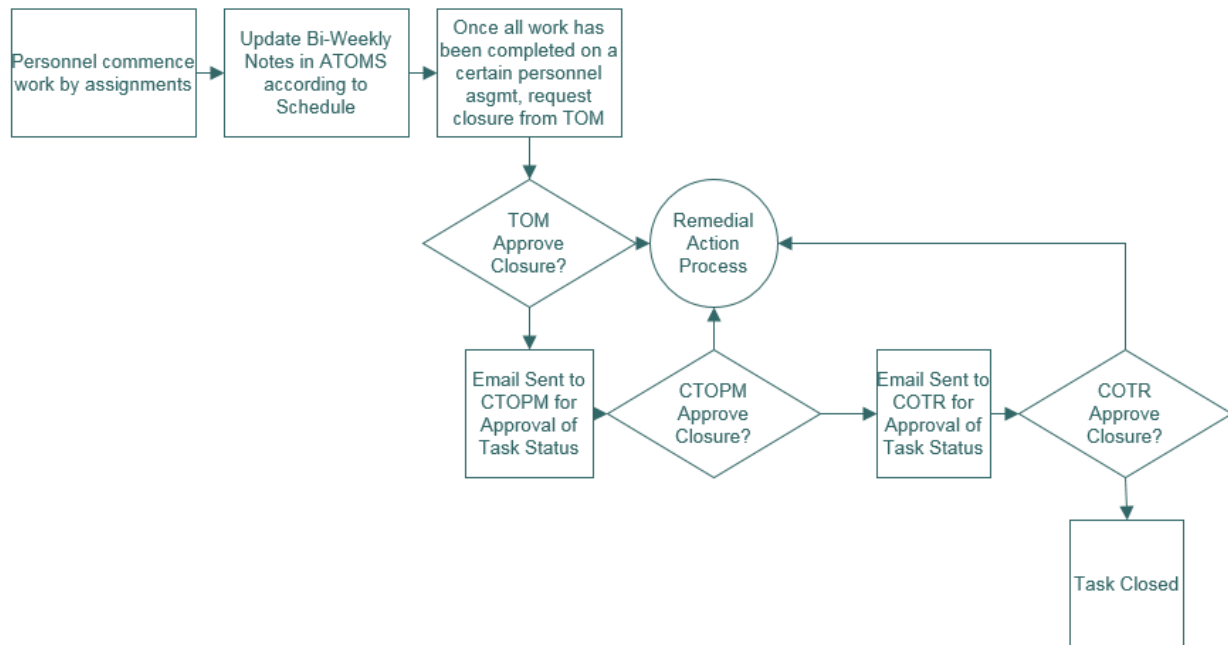 Personnel commence
work by assignments
Update Bi-Weekly
Notes in ATOMS
according to
Schedule
Once all work has
been completed on a
certain personnel
asgmt, request
closure from TOM
TOM
Approve
Closure?
Remedial
Action
Process
Email Sent to
CTOPM for
Approval of
Task Status
CTOPM
Approve
Closure?
Email Sent to
COTR for
Approval of
Task Status
COTR
Approve
Closure?
Task Closed